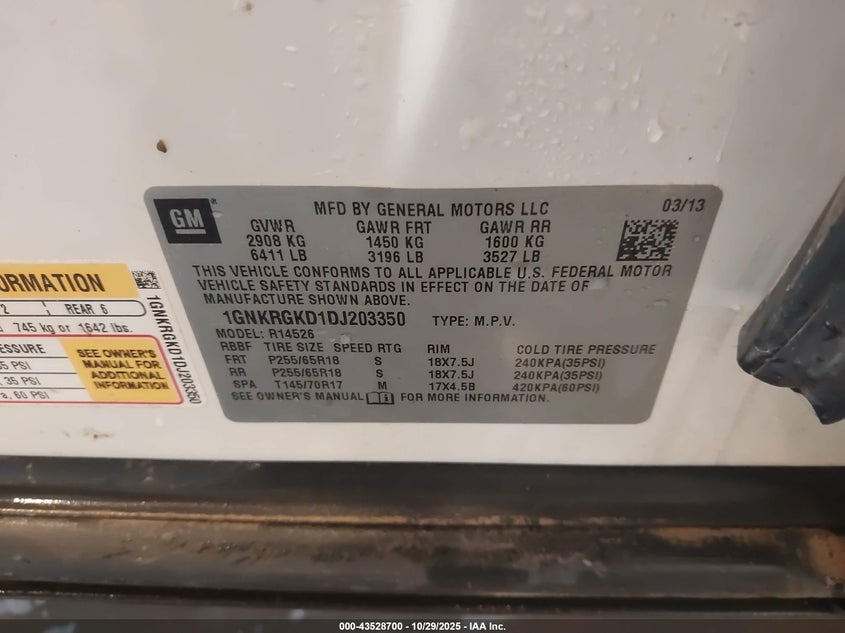 GM
MFD BY GENERAL MOTORS LLC
03/13
GVWR GAWR FRT GAWR RR
2908 KG 1450 KG 1600 KG
6411 LB 3196 LB 3527 LB
THIS VEHICLE CONFORMS TO ALL APPLICABLE U.S. FEDERAL MOTOR
VEHICLE SAFETY STANDARDS IN EFFECT ON THE DATE OF
MANUFACTURE SHOWN ABOVE.
1GNKRGKD1DJ203350 TYPE: M.P.V.
MODEL: R14526
RBBF TIRE SIZE SPEED RTG RIM COLD TIRE PRESSURE
FRT P255/65R18 S 18X7.5J 240KPA(35PSI)
RR P255/65R18 S 18X7.5J 240KPA(35PSI)
SPA T145/70R17 M 17X4.5B 420KPA(60PSI)
SEE OWNER'S MANUAL FOR MORE INFORMATION.
FORMATION
2 REAR 6
745 kg or 1642 lbs.
PRESSURE
35 PSI
, 35 PSI
a, 60 PSI
SEE OWNER'S
MANUAL FOR
ADDITIONAL
INFORMATION
1GNKRGKD1DJ203350
000-43528700 - 10/29/2025 - IAA Inc.